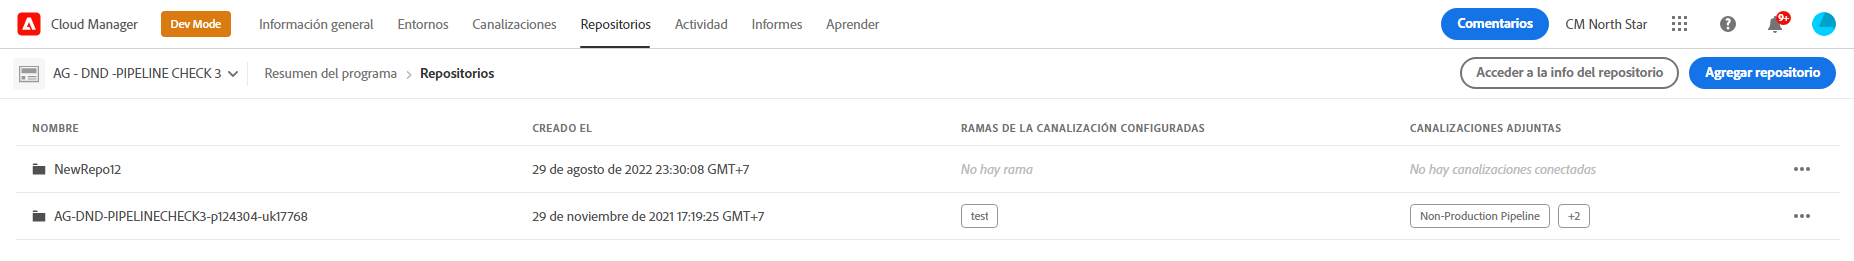 Cloud Manager Dev Mode Información general Entornos Canalizaciones Repositorios Actividad Informes Aprender Comentarios CM North Star 9+
AG - DND -PIPELINE CHECK 3 Resumen del programa Repositorios Acceder a la info del repositorio Agregar repositorio
NOMBRE CREADO EL RAMAS DE LA CANALIZACIÓN CONFIGURADAS CANALIZACIONES ADJUNTAS
NewRepo12 29 de agosto de 2022 23:30:08 GMT+7 No hay rama No hay canalizaciones conectadas
AG-DND-PIPELINECHECK3-p124304-uk17768 29 de noviembre de 2021 17:19:25 GMT+7 test Non-Production Pipeline +2